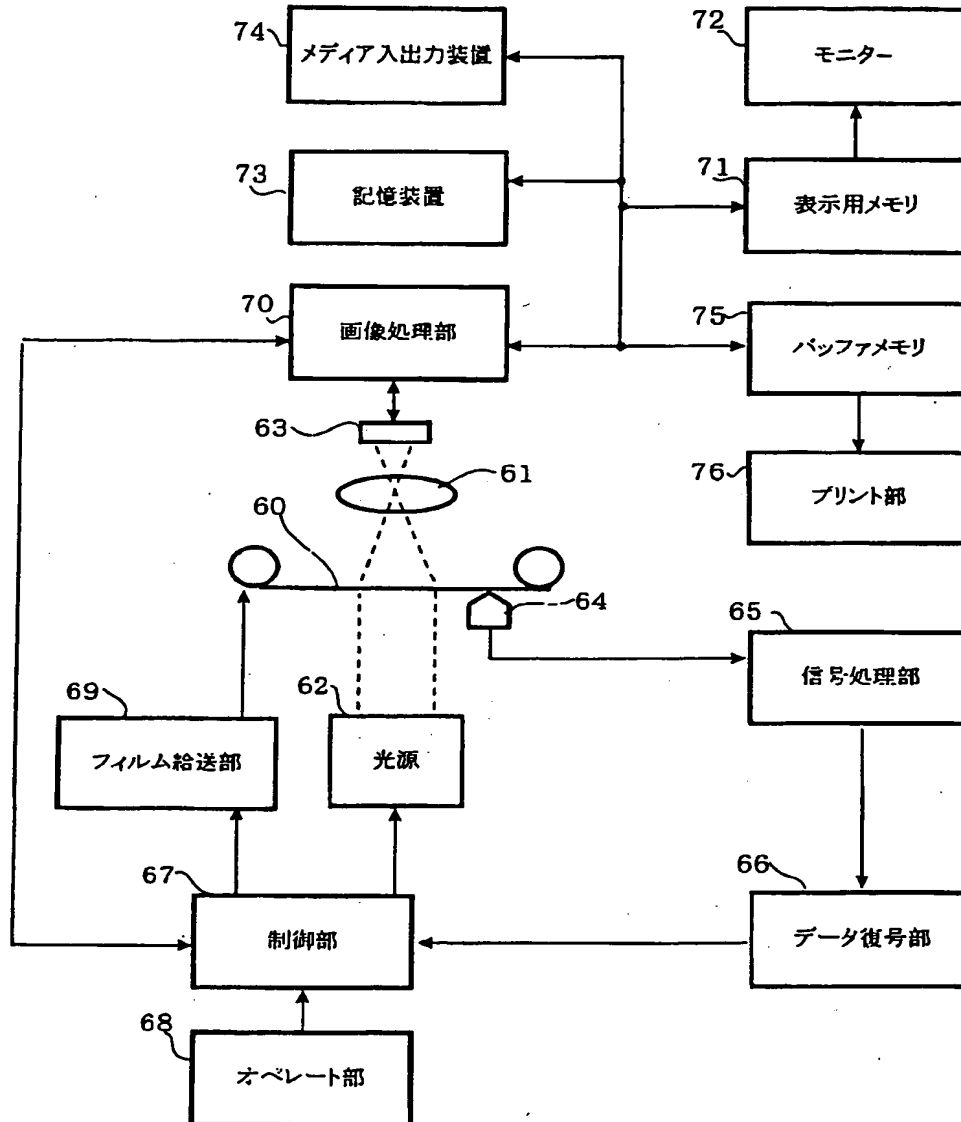 74
メディア入出力装置
72
モニター
73
記憶装置
71
表示用メモリ
70
画像処理部
75
バッファメモリ
63
61
76
プリント部
60
64
65
信号処理部
69
フィルム給送部
62
光源
67
制御部
66
データ復号部
68
オペレート部